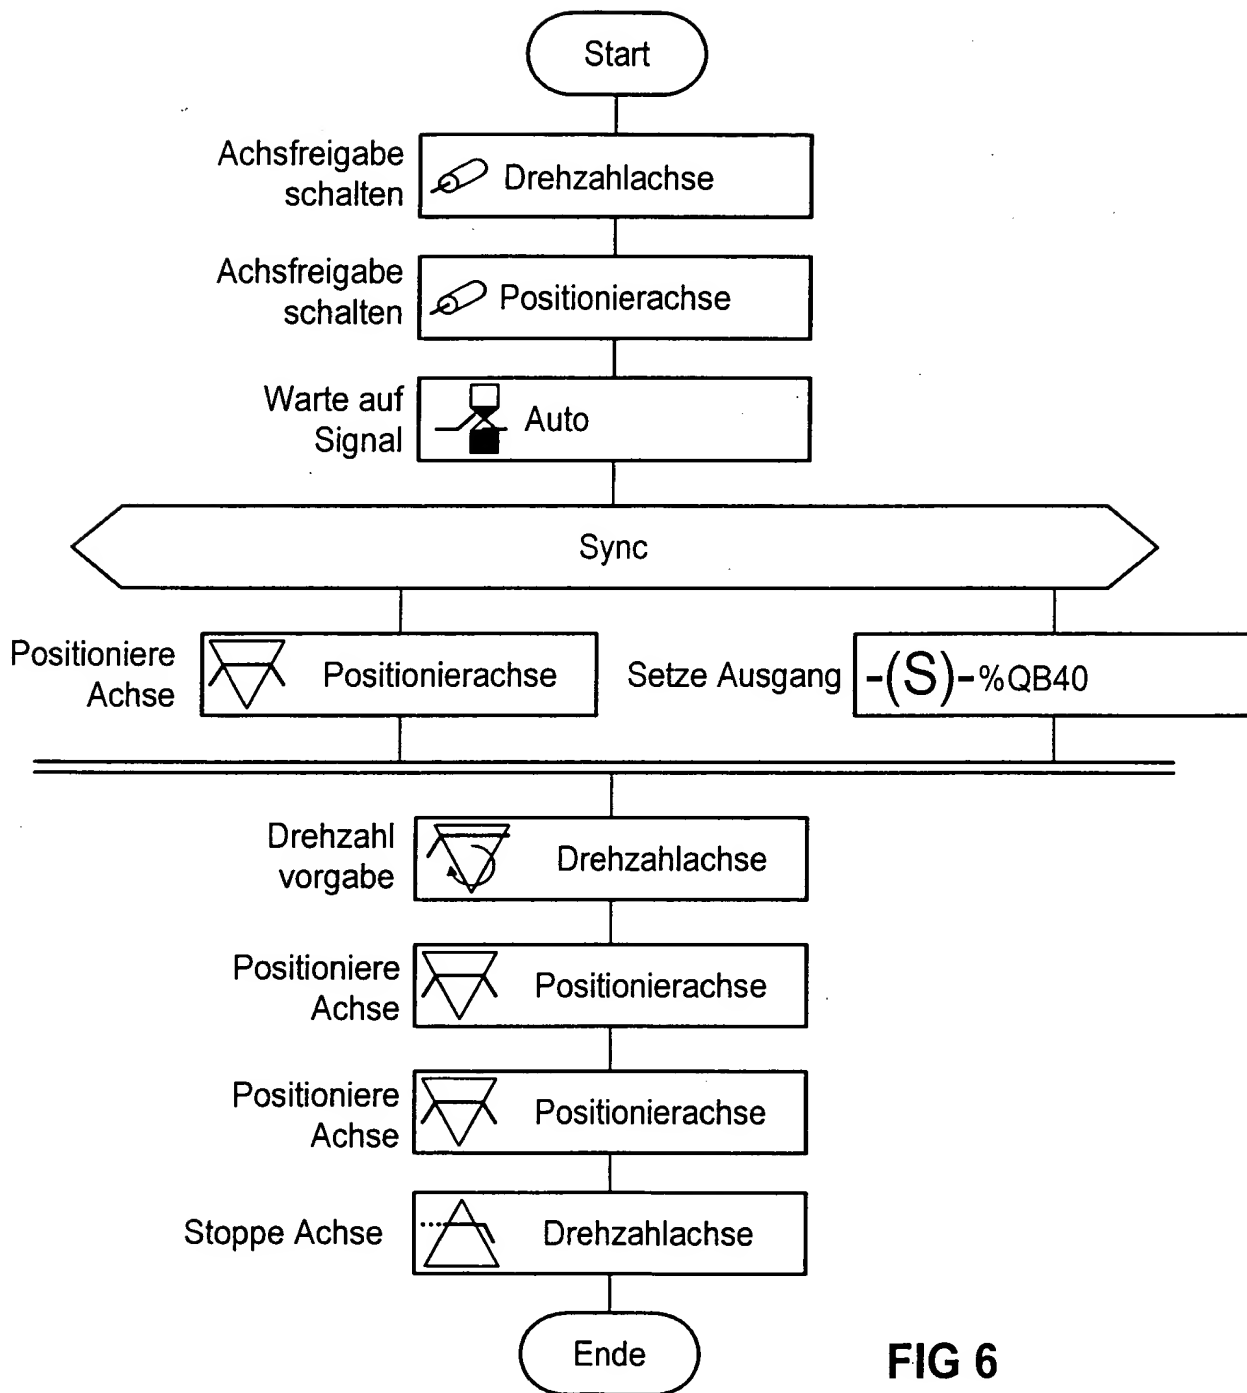 Start
Achsfreigabe
schalten
Drehzahlachse
Achsfreigabe
schalten
Positionierachse
Warte auf
Signal
Auto
Sync
Positioniere
Achse
Positionierachse
Setze Ausgang
-(S)-%QB40
Drehzahl
vorgabe
Drehzahlachse
Positioniere
Achse
Positionierachse
Positioniere
Achse
Positionierachse
Stoppe Achse
Drehzahlachse
Ende
FIG 6